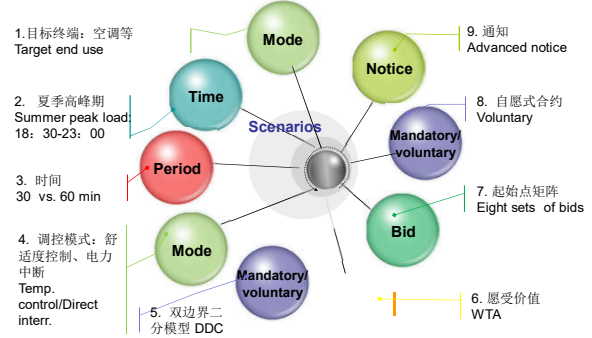 1.目标终端：空调等
Target end use
Mode
9. 通知
Advanced notice
Notice
2. 夏季高峰期
Summer peak load:
18：30-23：00
Time
Scenarios
8. 自愿式合约
Voluntary
Mandatory/
voluntary
3. 时间
30 vs. 60 min
Period
7. 起始点矩阵
Eight sets of bids
Bid
4. 调控模式：舒
适度控制、电力
中断
Temp.
control/Direct
interr.
Mode
Mandatory/
voluntary
5. 双边界二
分模型 DDC
6. 愿受价值
WTA